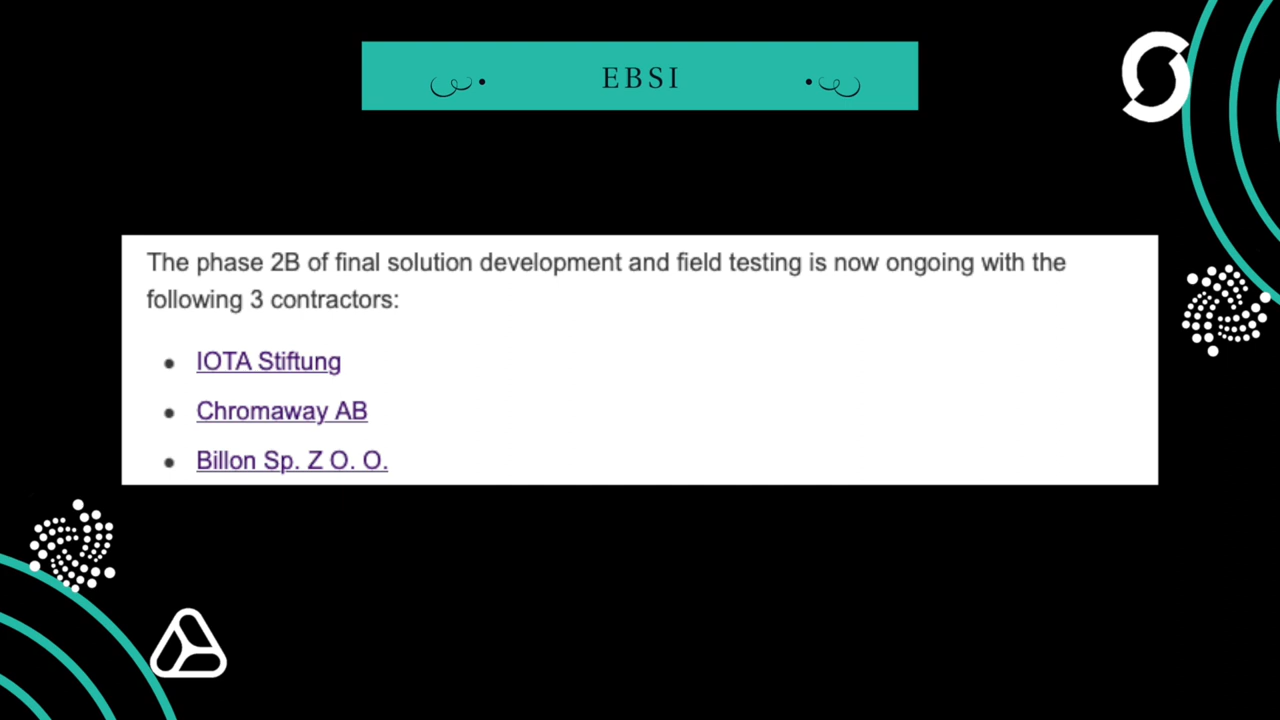 EBSI
The phase 2B of final solution development and field testing is now ongoing with the
following 3 contractors:
• IOTA Stiftung
• Chromaway AB
• Billon Sp. Z O. O.